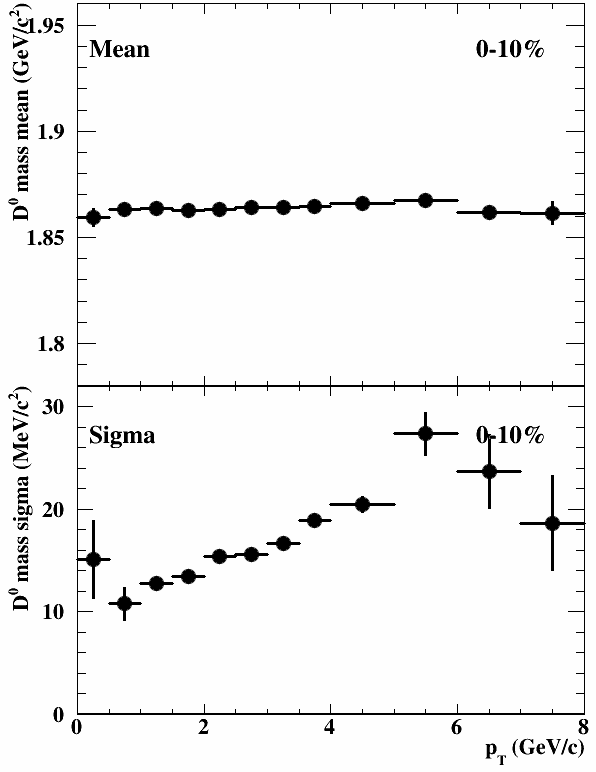 D0 mass mean (GeV/c2)
1.95
Mean 0-10%
1.9
1.85
1.8
D0 mass sigma (MeV/c2)
30
Sigma 0-10%
20
10
0
0 2 4 6 8
pT (GeV/c)